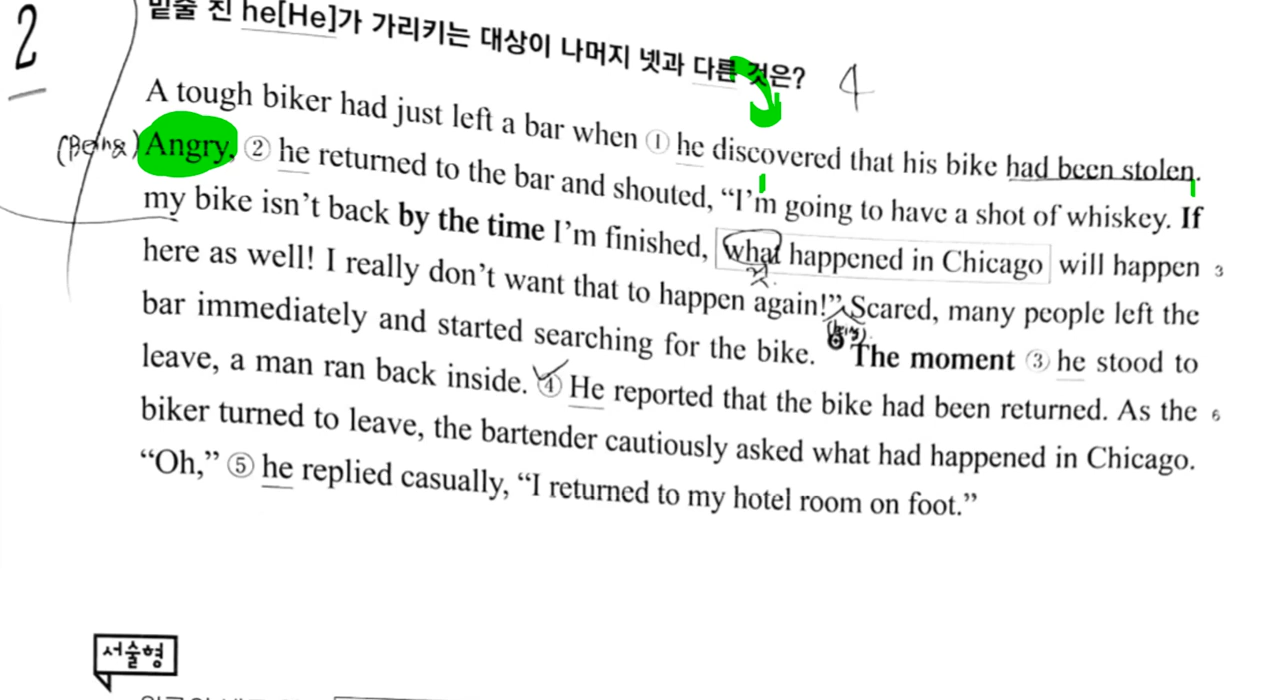 2
밑줄 친 he[He]가 가리키는 대상이 나머지 넷과 다른 것은? 4
A tough biker had just left a bar when ① he discovered that his bike had been stolen.
(Being) Angry, ② he returned to the bar and shouted, “I’m going to have a shot of whiskey. If
my bike isn’t back by the time I’m finished, what happened in Chicago will happen 3
것
here as well! I really don’t want that to happen again!” Scared, many people left the
bar immediately and started searching for the bike. The moment ③ he stood to
leave, a man ran back inside. ④ He reported that the bike had been returned. As the 6
biker turned to leave, the bartender cautiously asked what had happened in Chicago.
“Oh,” ⑤ he replied casually, “I returned to my hotel room on foot.”
서술형